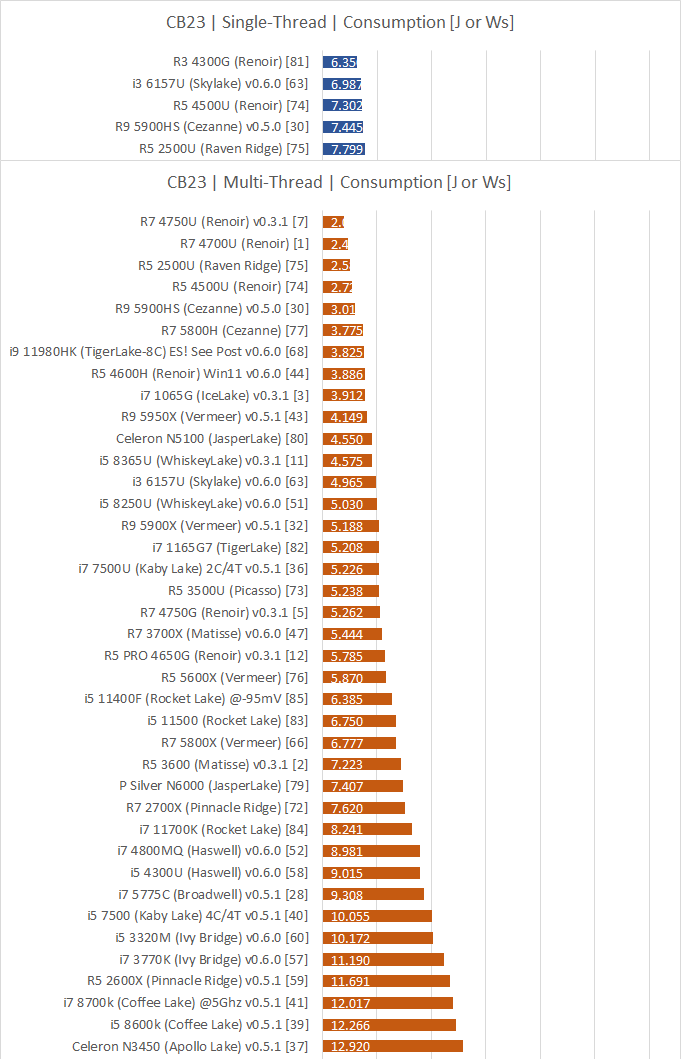 CB23 | Single-Thread | Consumption [J or Ws]
R3 4300G (Renoir) [81] 6.35
i3 6157U (Skylake) v0.6.0 [63] 6.987
R5 4500U (Renoir) [74] 7.302
R9 5900HS (Cezanne) v0.5.0 [30] 7.445
R5 2500U (Raven Ridge) [75] 7.799
CB23 | Multi-Thread | Consumption [J or Ws]
R7 4750U (Renoir) v0.3.1 [7] 2.
R7 4700U (Renoir) [1] 2.4
R5 2500U (Raven Ridge) [75] 2.5
R5 4500U (Renoir) [74] 2.72
R9 5900HS (Cezanne) v0.5.0 [30] 3.01
R7 5800H (Cezanne) [77] 3.775
i9 11980HK (TigerLake-8C) ES! See Post v0.6.0 [68] 3.825
R5 4600H (Renoir) Win11 v0.6.0 [44] 3.886
i7 1065G (IceLake) v0.3.1 [3] 3.912
R9 5950X (Vermeer) v0.5.1 [43] 4.149
Celeron N5100 (JasperLake) [80] 4.550
i5 8365U (WhiskeyLake) v0.3.1 [11] 4.575
i3 6157U (Skylake) v0.6.0 [63] 4.965
i5 8250U (WhiskeyLake) v0.6.0 [51] 5.030
R9 5900X (Vermeer) v0.5.1 [32] 5.188
i7 1165G7 (TigerLake) [82] 5.208
i7 7500U (Kaby Lake) 2C/4T v0.5.1 [36] 5.226
R5 3500U (Picasso) [73] 5.238
R7 4750G (Renoir) v0.3.1 [5] 5.262
R7 3700X (Matisse) v0.6.0 [47] 5.444
R5 PRO 4650G (Renoir) v0.3.1 [12] 5.785
R5 5600X (Vermeer) [76] 5.870
i5 11400F (Rocket Lake) @-95mV [85] 6.385
i5 11500 (Rocket Lake) [83] 6.750
R7 5800X (Vermeer) [66] 6.777
R5 3600 (Matisse) v0.3.1 [2] 7.223
P Silver N6000 (JasperLake) [79] 7.407
R7 2700X (Pinnacle Ridge) [72] 7.620
i7 11700K (Rocket Lake) [84] 8.241
i7 4800MQ (Haswell) v0.6.0 [52] 8.981
i5 4300U (Haswell) v0.6.0 [58] 9.015
i7 5775C (Broadwell) v0.5.1 [28] 9.308
i5 7500 (Kaby Lake) 4C/4T v0.5.1 [40] 10.055
i5 3320M (Ivy Bridge) v0.6.0 [60] 10.172
i7 3770K (Ivy Bridge) v0.6.0 [57] 11.190
R5 2600X (Pinnacle Ridge) v0.5.1 [59] 11.691
i7 8700k (Coffee Lake) @5Ghz v0.5.1 [41] 12.017
i5 8600k (Coffee Lake) v0.5.1 [39] 12.266
Celeron N3450 (Apollo Lake) v0.5.1 [37] 12.920